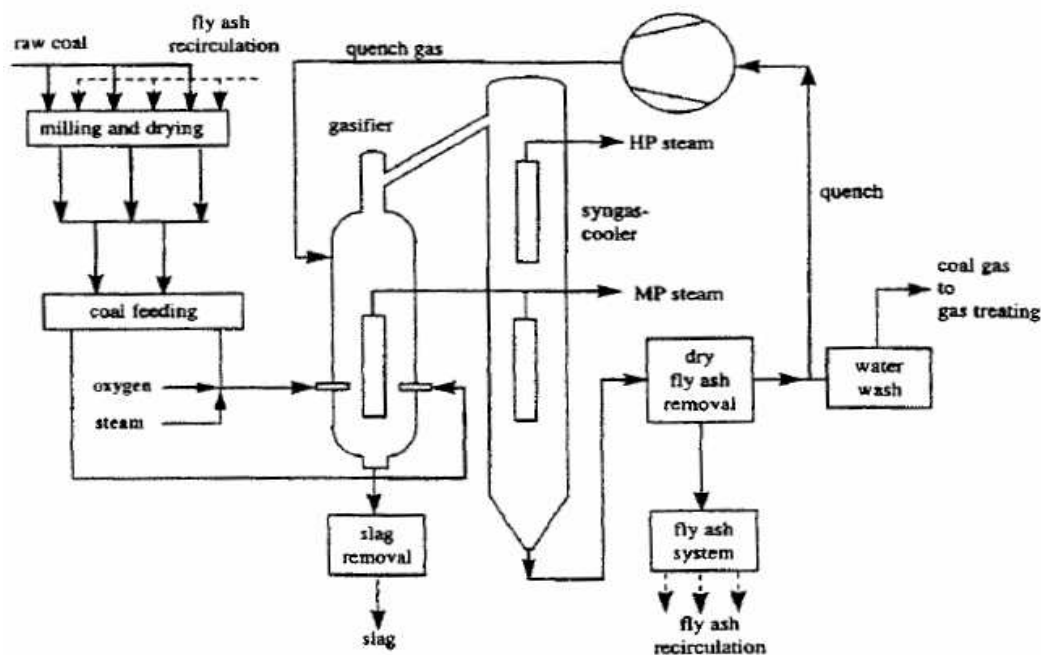 fly ash
recirculation
raw coal
quench gas
milling and drying
gasifier
HP steam
syngas-
cooler
quench
coal feeding
MP steam
coal gas
to
gas treating
oxygen
steam
dry
fly ash
removal
water
wash
slag
removal
fly ash
system
slag
fly ash
recirculation